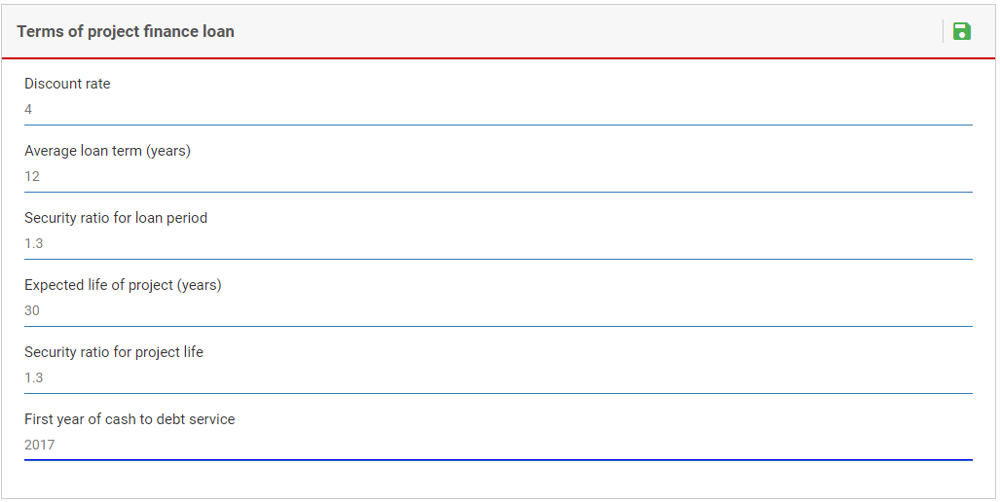 Terms of project finance loan
Discount rate
4
Average loan term (years)
12
Security ratio for loan period
1.3
Expected life of project (years)
30
Security ratio for project life
1.3
First year of cash to debt service
2017